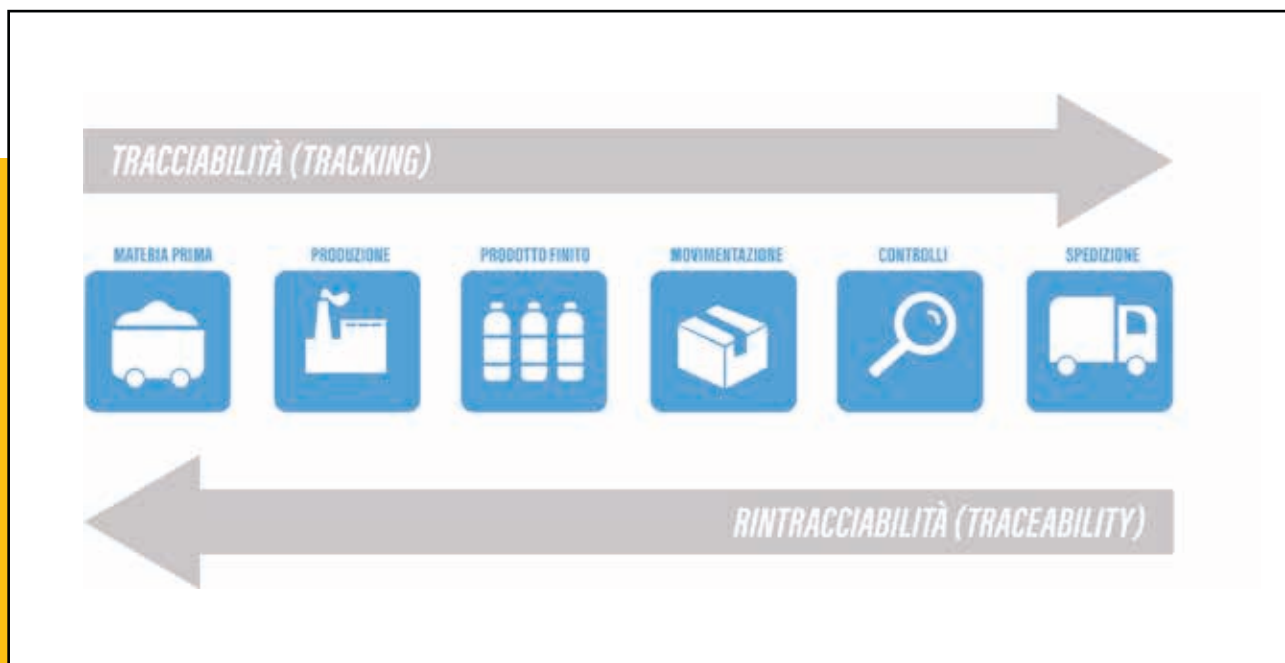 TRACCIABILITÀ (TRACKING)
MATERIA PRIMA PRODUZIONE PRODOTTO FINITO MOVIMENTAZIONE CONTROLLI SPEDIZIONE
RINTRACCIABILITÀ (TRACEABILITY)